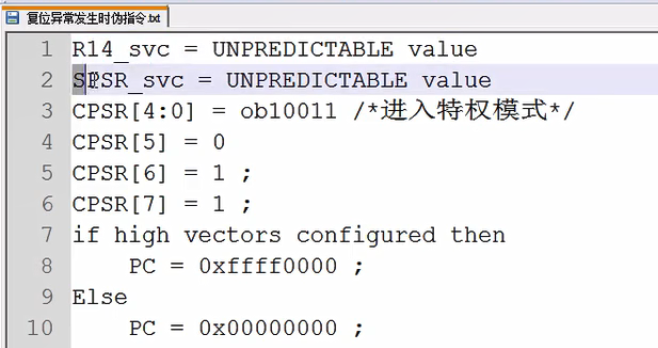 复位异常发生时伪指令.txt
1 R14_svc = UNPREDICTABLE value
2 SPSR_svc = UNPREDICTABLE value
3 CPSR[4:0] = ob10011 /*进入特权模式*/
4 CPSR[5] = 0
5 CPSR[6] = 1 ;
6 CPSR[7] = 1 ;
7 if high vectors configured then
8 PC = 0xffff0000 ;
9 Else
10 PC = 0x00000000 ;